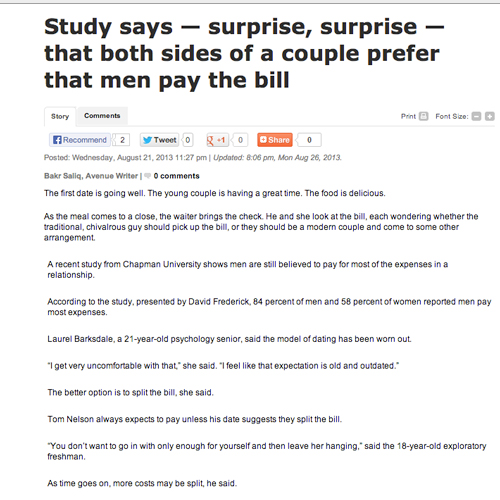 Study says — surprise, surprise —
that both sides of a couple prefer
that men pay the bill
Story Comments Print Font Size:
Recommend 2 Tweet 0 +1 0 Share 0
Posted: Wednesday, August 21, 2013 11:27 pm | Updated: 8:06 pm, Mon Aug 26, 2013.
Bakr Saliq, Avenue Writer | 0 comments
The first date is going well. The young couple is having a great time. The food is delicious.
As the meal comes to a close, the waiter brings the check. He and she look at the bill, each wondering whether the
traditional, chivalrous guy should pick up the bill, or they should be a modern couple and come to some other
arrangement.
A recent study from Chapman University shows men are still believed to pay for most of the expenses in a
relationship.
According to the study, presented by David Frederick, 84 percent of men and 58 percent of women reported men pay
most expenses.
Laurel Barksdale, a 21-year-old psychology senior, said the model of dating has been worn out.
“I get very uncomfortable with that,” she said. “I feel like that expectation is old and outdated.”
The better option is to split the bill, she said.
Tom Nelson always expects to pay unless his date suggests they split the bill.
“You don’t want to go in with only enough for yourself and then leave her hanging,” said the 18-year-old exploratory
freshman.
As time goes on, more costs may be split, he said.